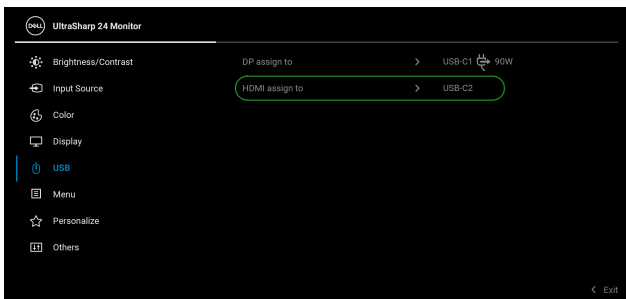 DELL UltraSharp 24 Monitor
Brightness/Contrast
DP assign to > USB-C1 90W
Input Source
HDMI assign to > USB-C2
Color
Display
USB
Menu
Personalize
Others
< Exit